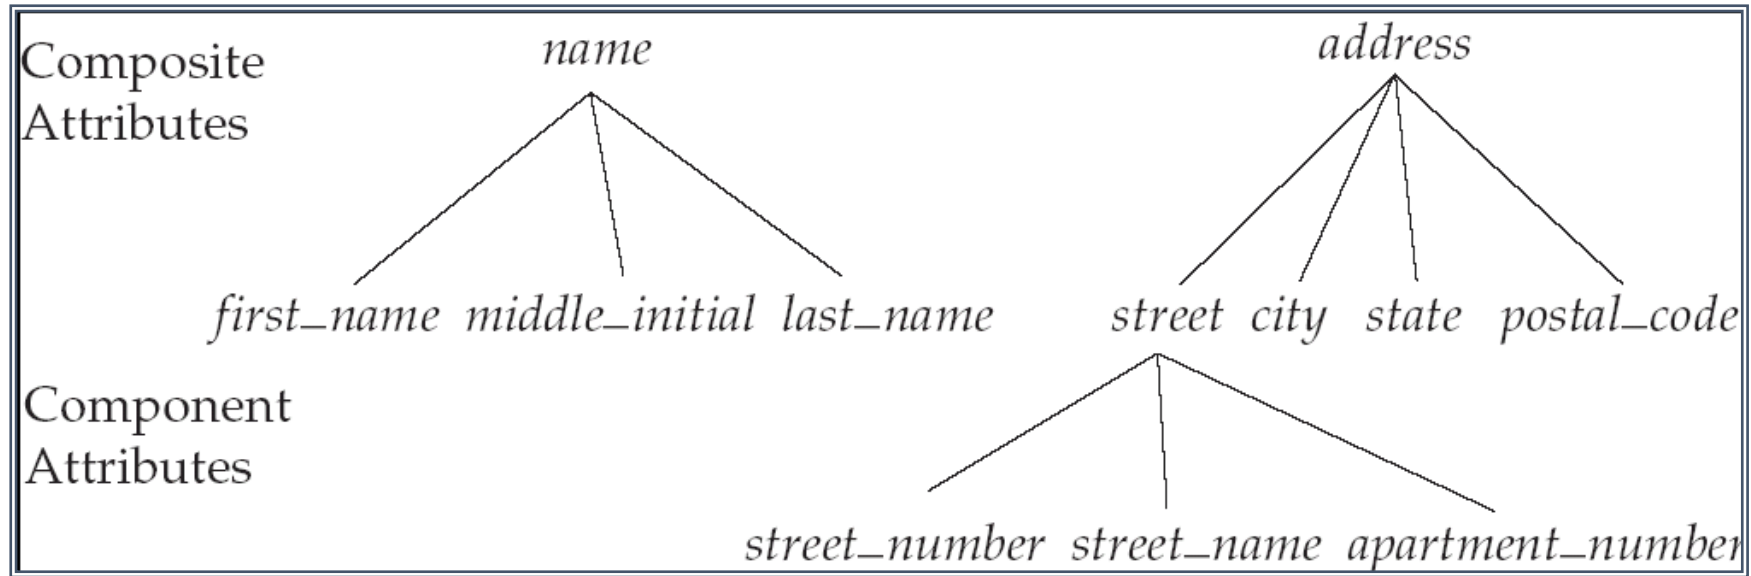 Composite
Attributes
name
address
first_name middle_initial last_name
street city state postal_code
Component
Attributes
street_number street_name apartment_number